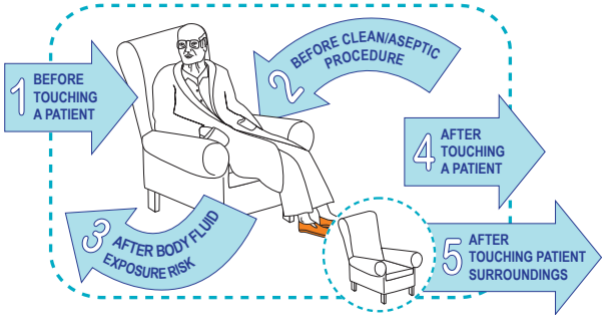 1 BEFORE
TOUCHING
A PATIENT
2 BEFORE CLEAN/ASEPTIC
PROCEDURE
3 AFTER BODY FLUID
EXPOSURE RISK
4 AFTER
TOUCHING
A PATIENT
5 AFTER
TOUCHING PATIENT
SURROUNDINGS